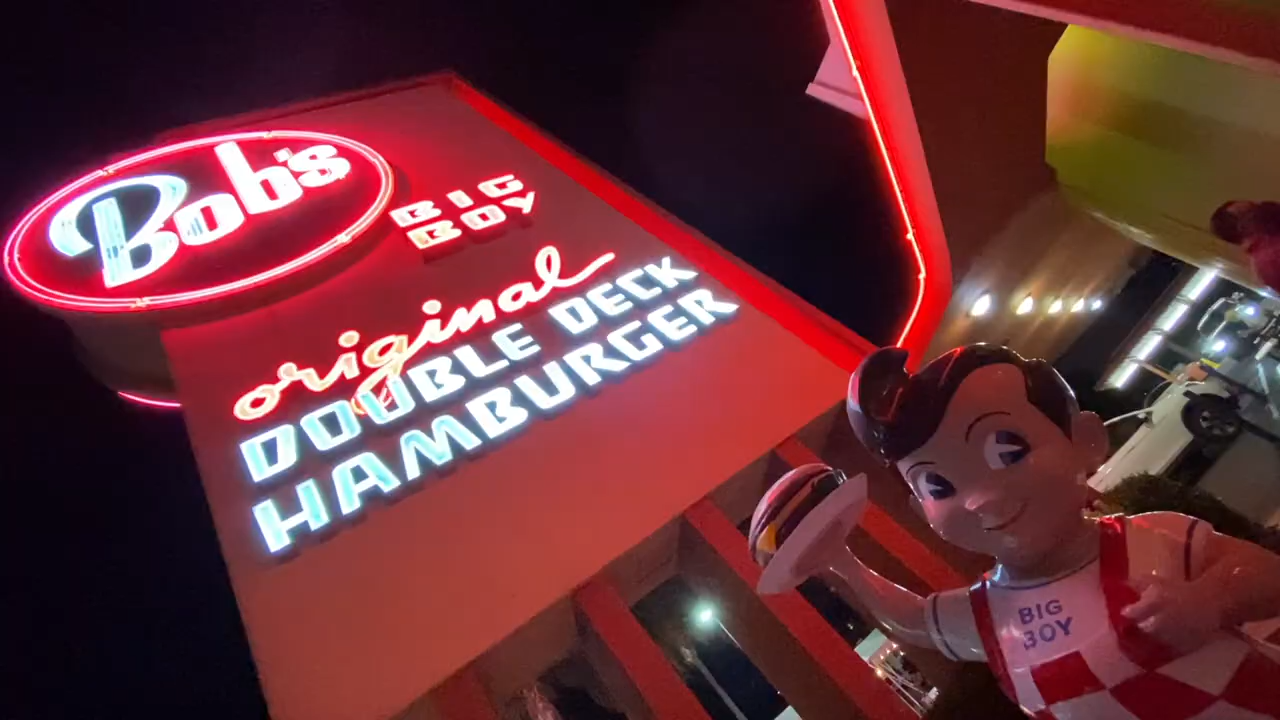 Bob's
BIG
BOY
original
DOUBLE DECK
HAMBURGER
BIG
BOY